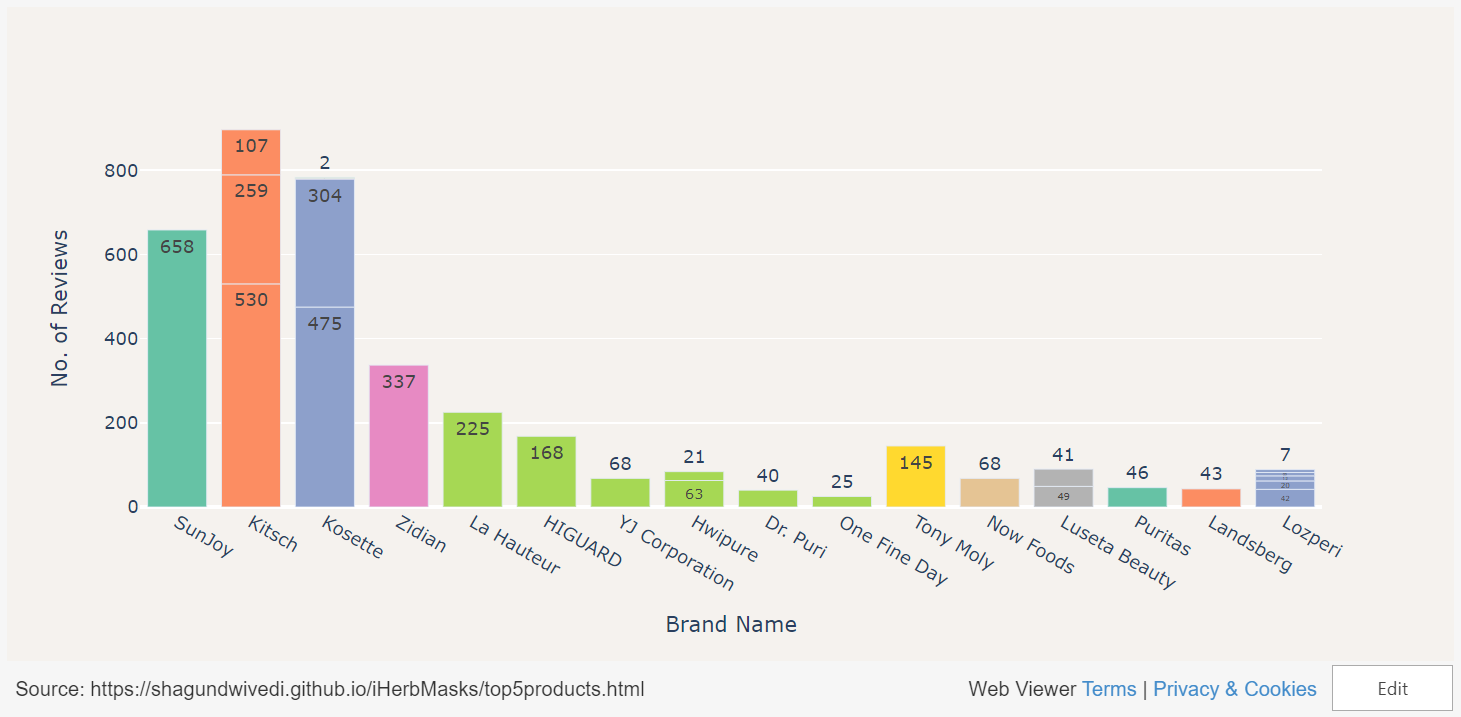 107
2
800
259
304
600
658
No. of Reviews
530
475
400
337
225
200
168
145
68
21
40
25
68
41
46
43
7
63
49
20
42
0
SunJoy
Kitsch
Kosette
Zidian
La Hauteur
HIGUARD
YJ Corporation
Hwipure
Dr. Puri
One Fine Day
Tony Moly
Now Foods
Luseta Beauty
Puritas
Landsberg
Lozperi
Brand Name
Source: https://shagundwivedi.github.io/iHerbMasks/top5products.html
Web Viewer Terms | Privacy & Cookies
Edit